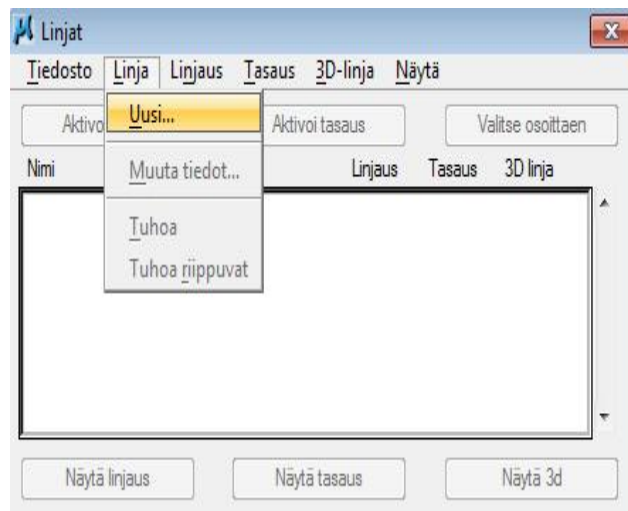 Linjat
Tiedosto Linja Linjaus Tasaus 3D-linja Näytä
Aktivo Uusi... Aktivoi tasaus Valitse osoittaen
Nimi Muuta tiedot... Linjaus Tasaus 3D linja
Tuhoa
Tuhoa riippuvat
Näytä linjaus Näytä tasaus Näytä 3d